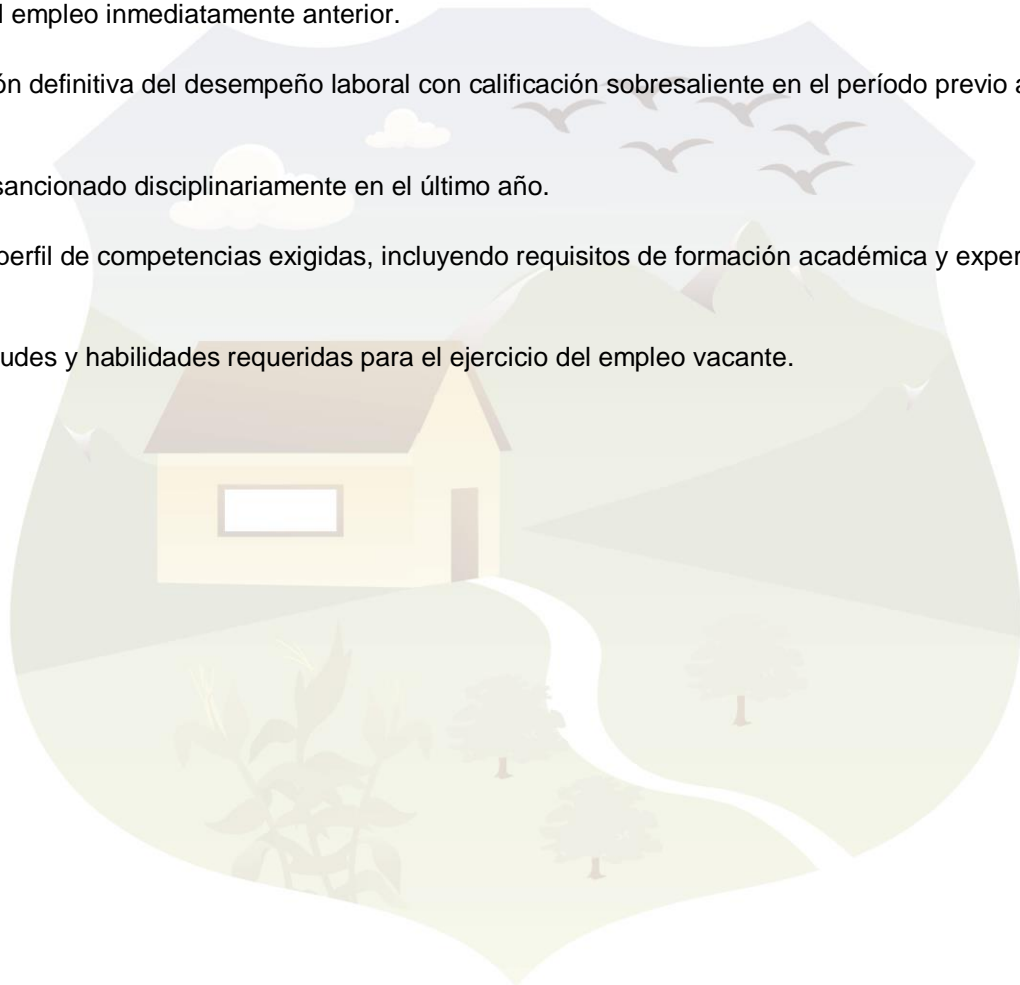 l empleo inmediatamente anterior.
ón definitiva del desempeño laboral con calificación sobresaliente en el período previo a
sancionado disciplinariamente en el último año.
perfil de competencias exigidas, incluyendo requisitos de formación académica y exper
udes y habilidades requeridas para el ejercicio del empleo vacante.